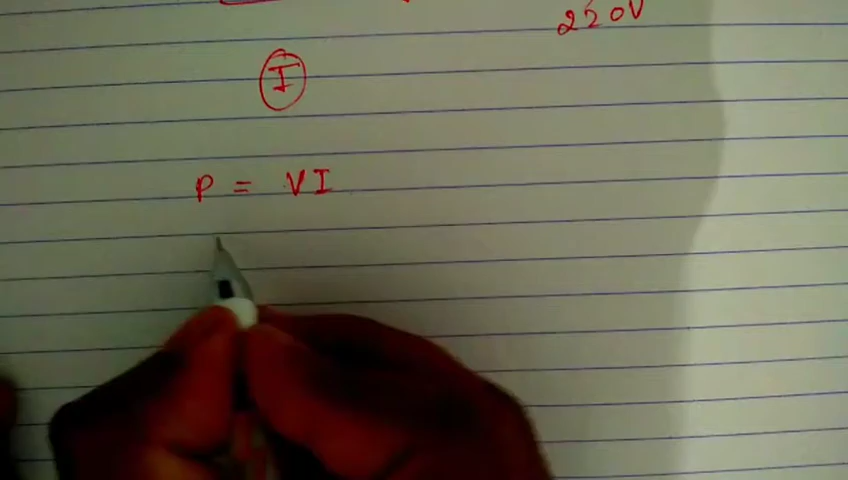 220V
I
P = VI